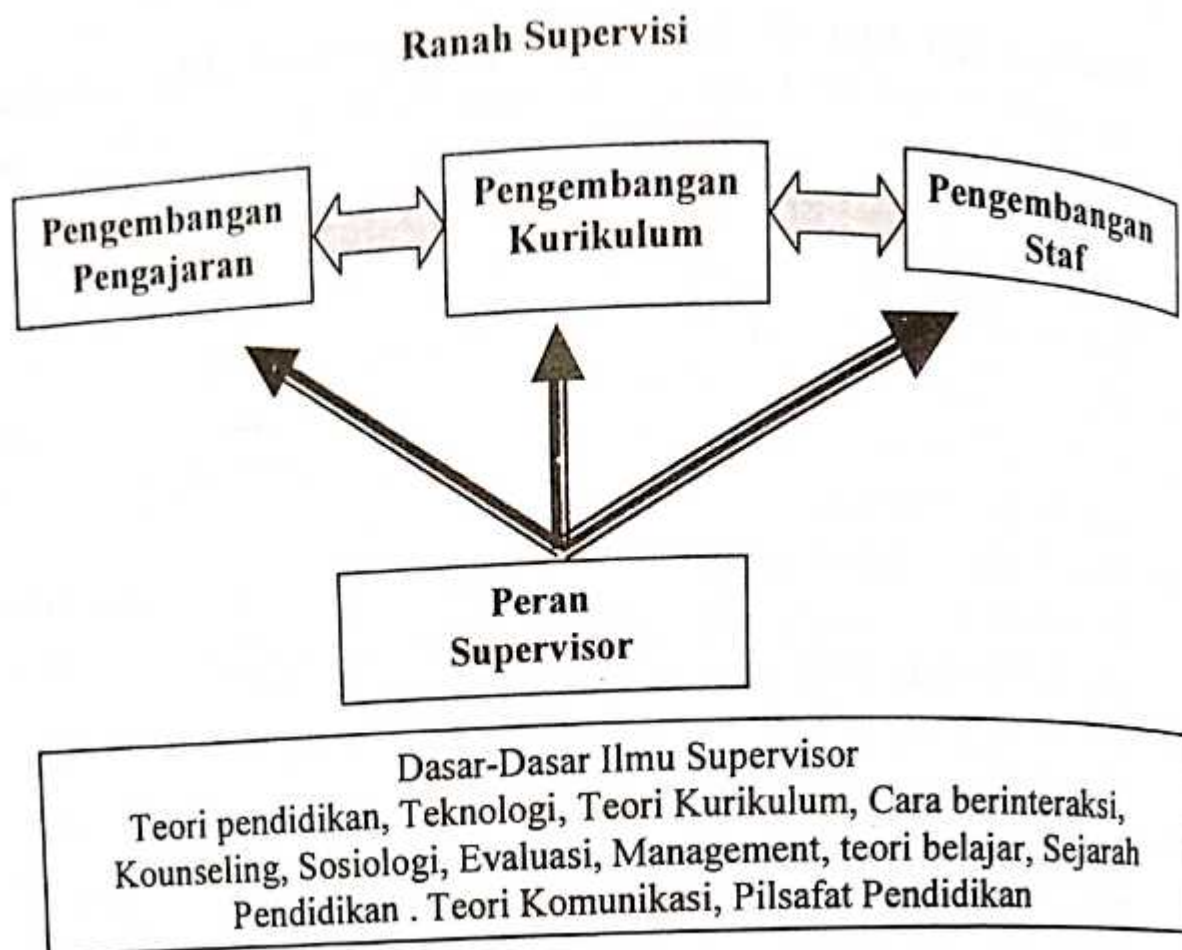 Ranah Supervisi
Pengembangan
Pengajaran
Pengembangan
Kurikulum
Pengembangan
Staf
Peran
Supervisor
Dasar-Dasar Ilmu Supervisor
Teori pendidikan, Teknologi, Teori Kurikulum, Cara berinteraksi,
Kounseling, Sosiologi, Evaluasi, Management, teori belajar, Sejarah
Pendidikan . Teori Komunikasi, Pilsafat Pendidikan